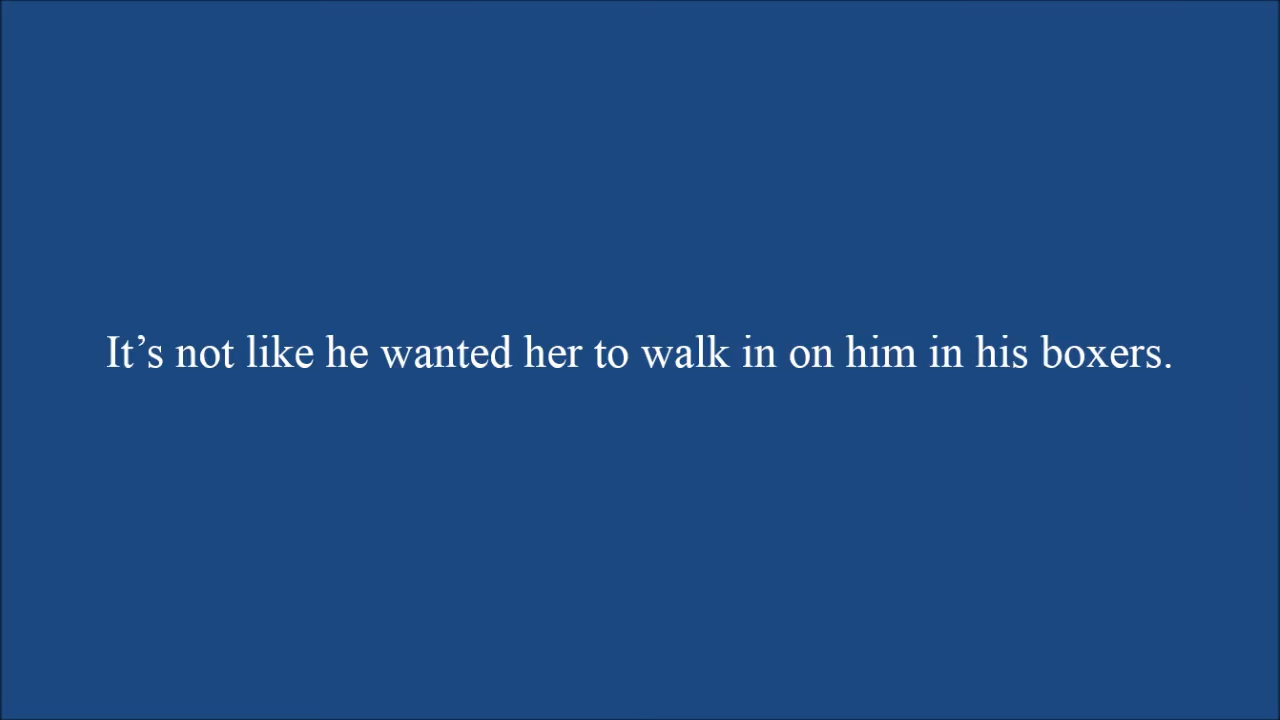 It’s not like he wanted her to walk in on him in his boxers.